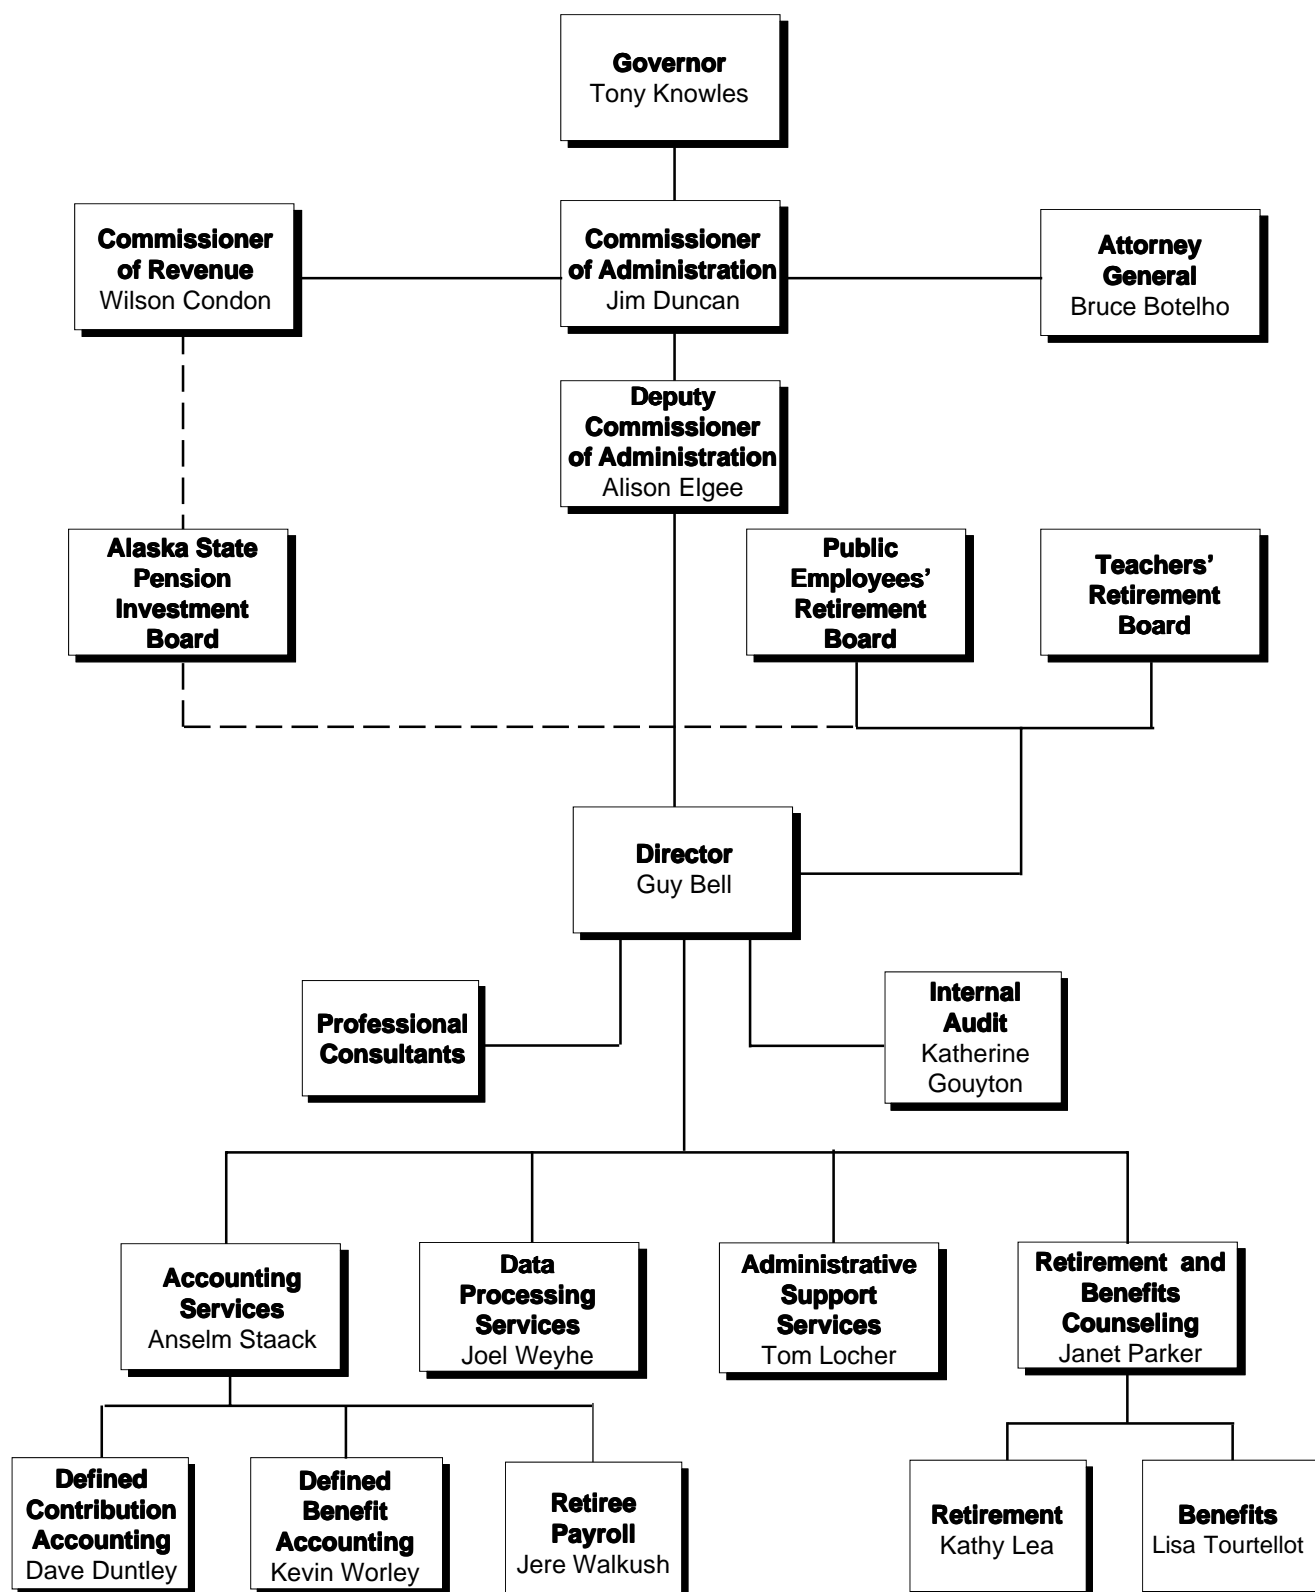 Governor
Tony Knowles
Commissioner
of Revenue
Wilson Condon
Commissioner
of Administration
Jim Duncan
Attorney
General
Bruce Botelho
Deputy
Commissioner
of Administration
Alison Elgee
Alaska State
Pension
Investment
Board
Public
Employees’
Retirement
Board
Teachers’
Retirement
Board
Director
Guy Bell
Professional
Consultants
Internal
Audit
Katherine
Gouyton
Accounting
Services
Anselm Staack
Data
Processing
Services
Joel Weyhe
Administrative
Support
Services
Tom Locher
Retirement and
Benefits
Counseling
Janet Parker
Defined
Contribution
Accounting
Dave Duntley
Defined
Benefit
Accounting
Kevin Worley
Retiree
Payroll
Jere Walkush
Retirement
Kathy Lea
Benefits
Lisa Tourtellot